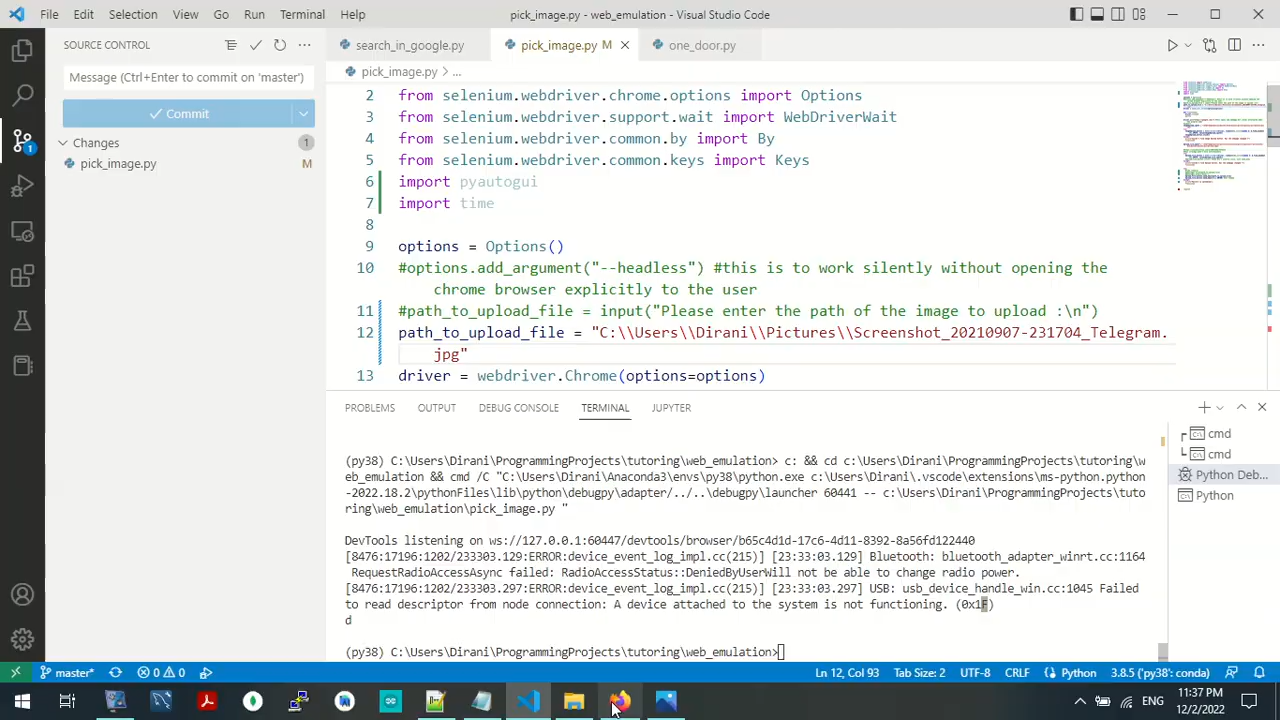 File Edit Selection View Go Run Terminal Help
pick_image.py - web_emulation - Visual Studio Code
SOURCE CONTROL
search_in_google.py
pick_image.py M
one_door.py
Message (Ctrl+Enter to commit on 'master')
Commit
Changes 1
pick_image.py M
pick_image.py > ...
2 from selenium.webdriver.chrome.options import Options
3 from selenium.webdriver.support.wait import WebDriverWait
4 from selenium.webdriver.common.by import By
5 from selenium.webdriver.common.keys import Keys
6 import pyautogui
7 import time
8
9 options = Options()
10 #options.add_argument("--headless") #this is to work silently without opening the
chrome browser explicitly to the user
11 #path_to_upload_file = input("Please enter the path of the image to upload :\n")
12 path_to_upload_file = "C:\\Users\\Dirani\\Pictures\\Screenshot_20210907-231704_Telegram.
jpg"
13 driver = webdriver.Chrome(options=options)
PROBLEMS OUTPUT DEBUG CONSOLE TERMINAL JUPYTER
cmd
cmd
Python Deb...
Python
(py38) C:\Users\Dirani\ProgrammingProjects\tutoring\web_emulation> c: && cd c:\Users\Dirani\ProgrammingProjects\tutoring\w
eb_emulation && cmd /C "C:\Users\Dirani\Anaconda3\envs\py38\python.exe c:\Users\Dirani\.vscode\extensions\ms-python.python
-2022.18.2\pythonFiles\lib\python\debugpy\adapter/../..\debugpy\launcher 60441 -- c:\Users\Dirani\ProgrammingProjects\tuto
ring\web_emulation\pick_image.py "
DevTools listening on ws://127.0.0.1:60447/devtools/browser/b65c4d1d-17c6-4d11-8392-8a56fd122440
[8476:17196:1202/233303.129:ERROR:device_event_log_impl.cc(215)] [23:33:03.129] Bluetooth: bluetooth_adapter_winrt.cc:1164
RequestRadioAccessAsync failed: RadioAccessStatus::DeniedByUserWill not be able to change radio power.
[8476:17196:1202/233303.297:ERROR:device_event_log_impl.cc(215)] [23:33:03.297] USB: usb_device_handle_win.cc:1045 Failed
to read descriptor from node connection: A device attached to the system is not functioning. (0x1F)
d
(py38) C:\Users\Dirani\ProgrammingProjects\tutoring\web_emulation>
master* 0 0 Ln 12, Col 93 Tab Size: 2 UTF-8 CRLF Python 3.8.5 ('py38': conda)
ENG
11:37 PM
12/2/2022